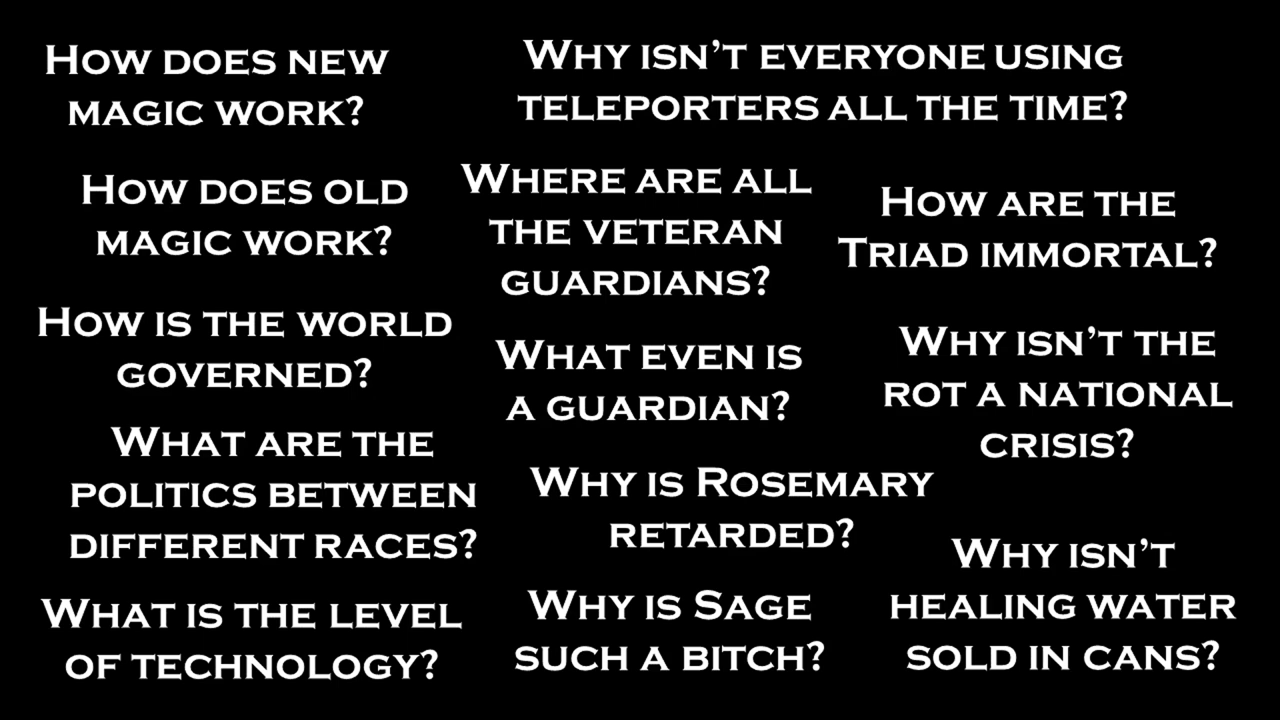 How does new
magic work?
Why isn't everyone using
teleporters all the time?
How does old
magic work?
Where are all
the veteran
guardians?
How are the
Triad immortal?
How is the world
governed?
What even is
a guardian?
Why isn't the
rot a national
crisis?
What are the
politics between
different races?
Why is Rosemary
retarded?
Why isn't
healing water
sold in cans?
What is the level
of technology?
Why is Sage
such a bitch?